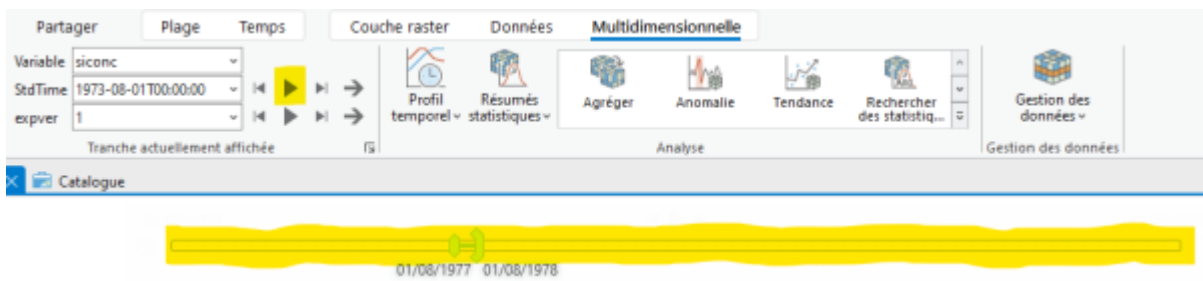 Partager Plage Temps Couche raster Données Multidimensionnelle
Variable siconc
StdTime 1973-08-01T00:00:00
expver 1
Profil temporel
Résumés statistiques
Agréger
Anomalie
Tendance
Rechercher des statistiq...
Gestion des données
Tranche actuellement affichée Analyse Gestion des données
Catalogue
01/08/1977 01/08/1978